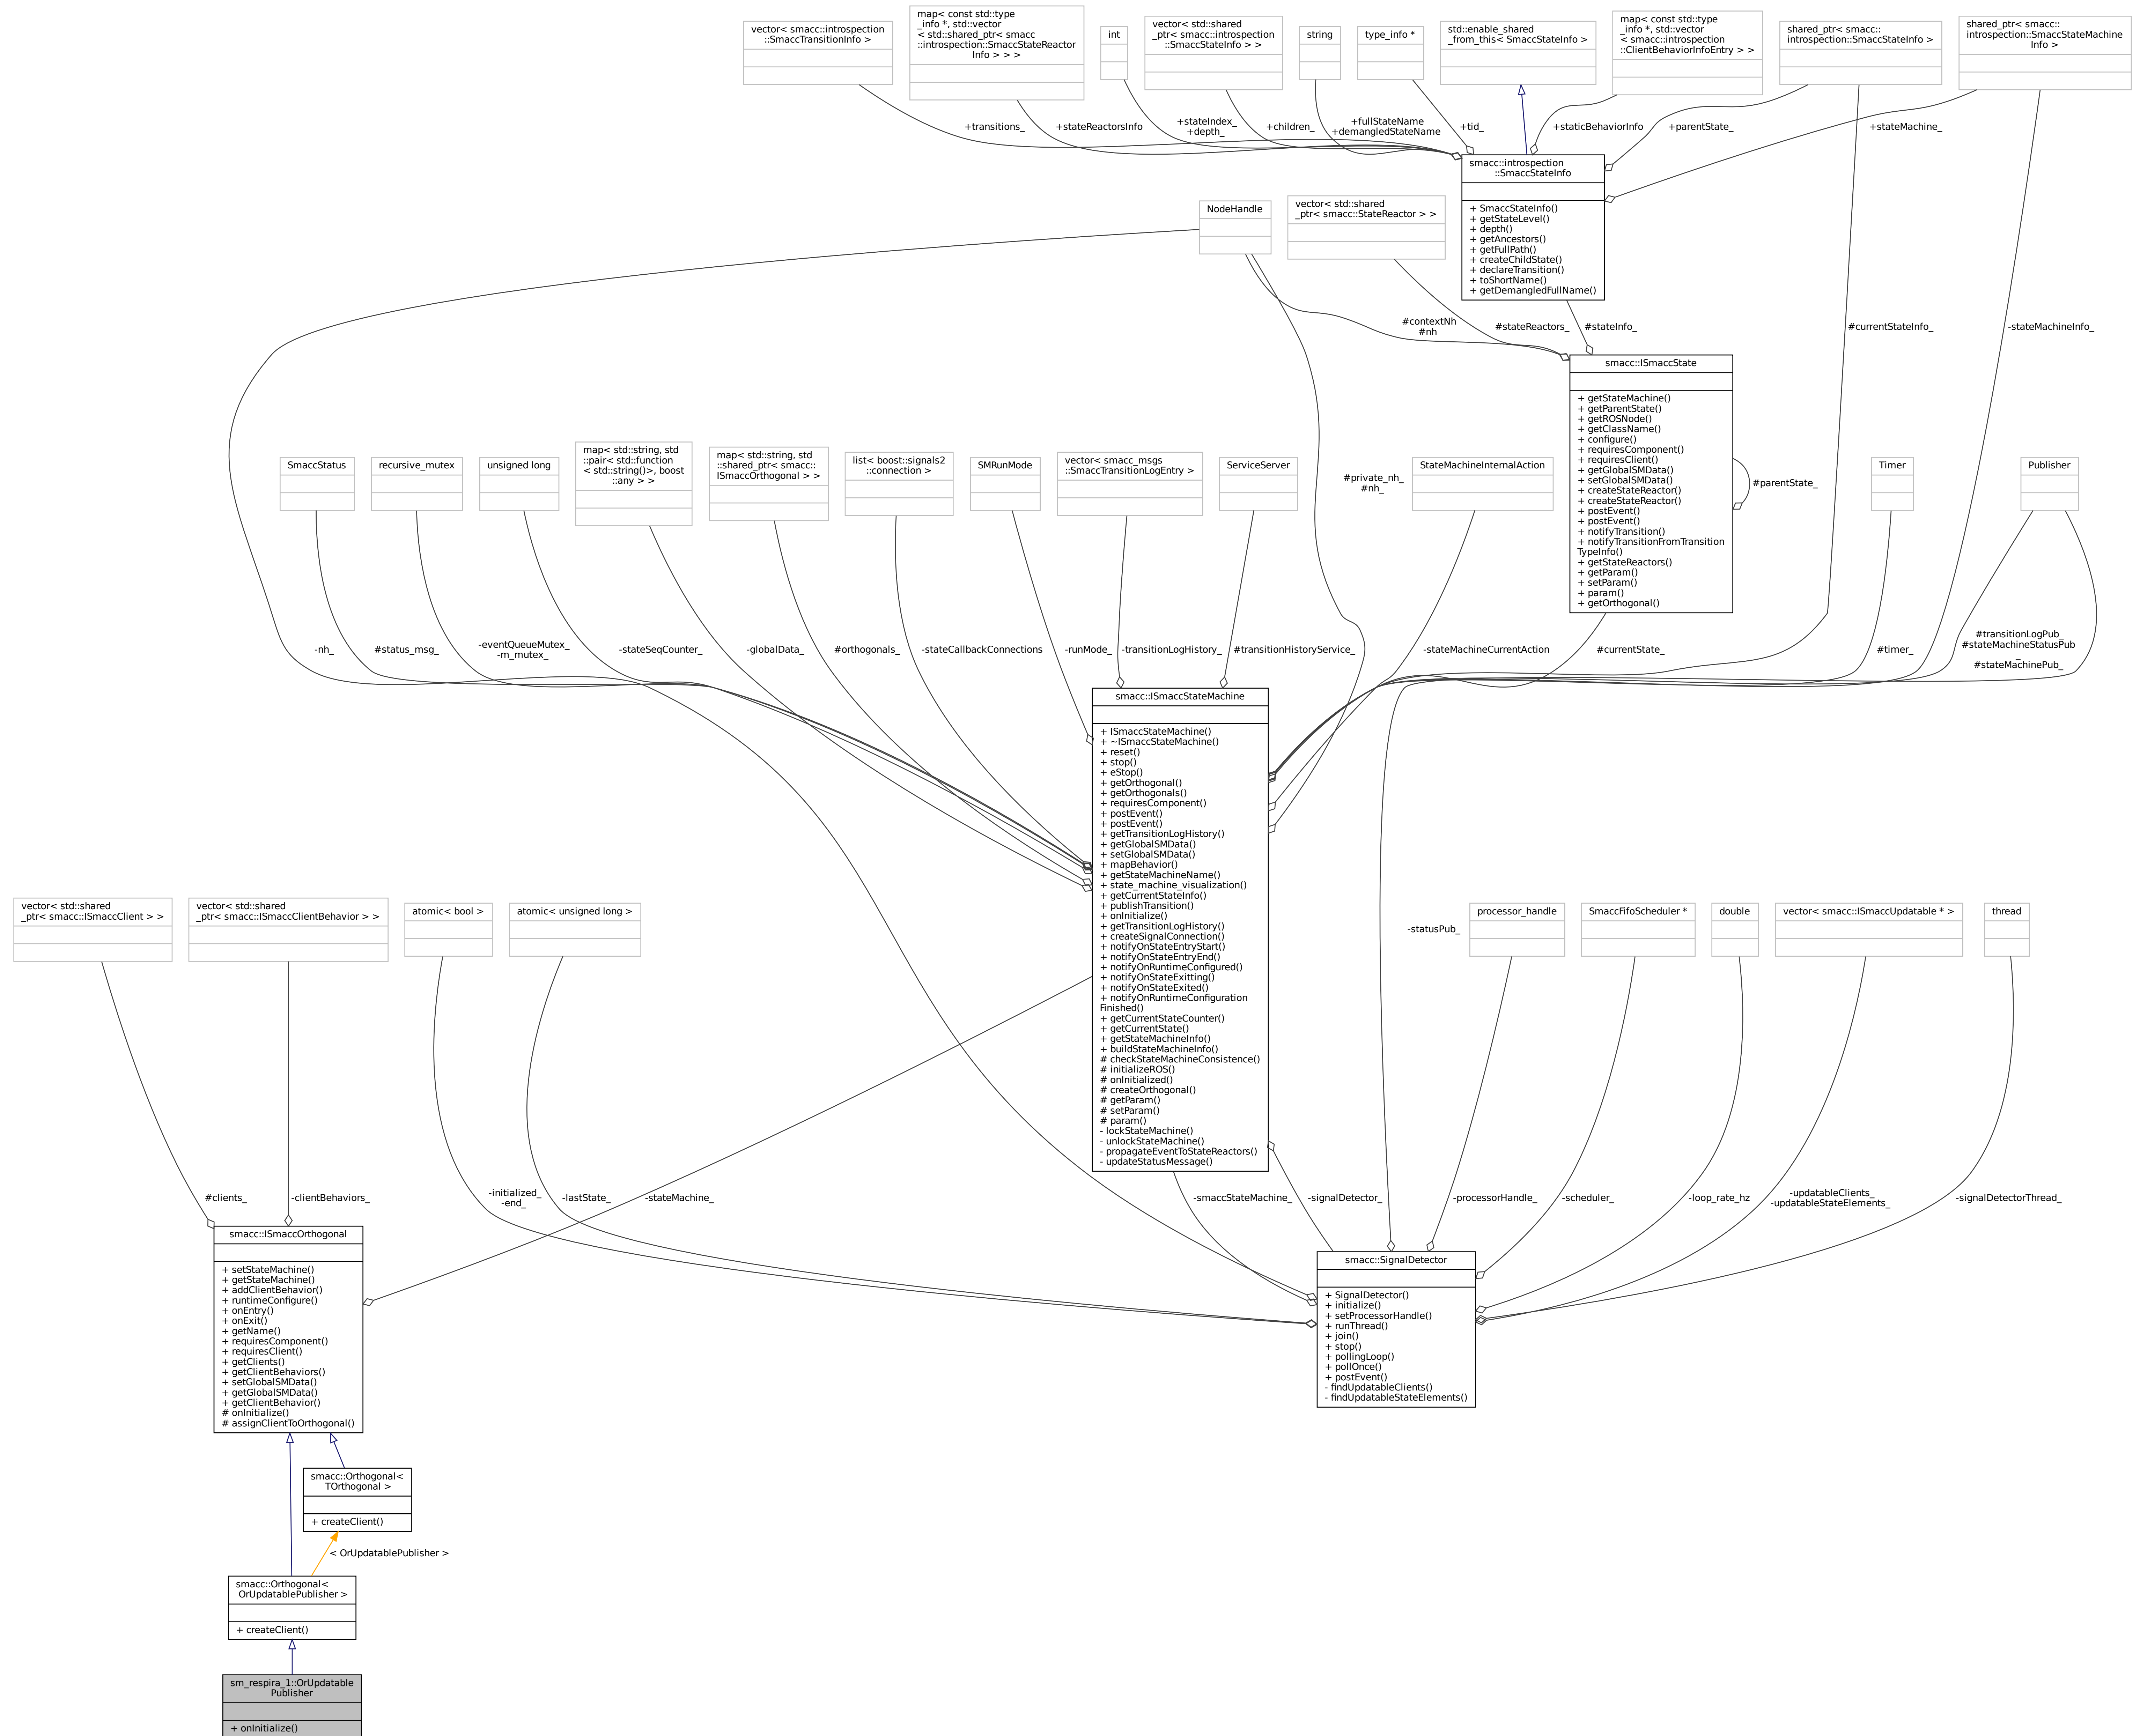 vector< smacc::introspection
::SmaccTransitionInfo >
map< const std::type
_info *, std::vector
< std::shared_ptr< smacc
::introspection::SmaccStateReactor
Info > > >
int
vector< std::shared
_ptr< smacc::introspection
::SmaccStateInfo > >
string
type_info *
std::enable_shared
_from_this< SmaccStateInfo >
map< const std::type
_info *, std::vector
< smacc::introspection
::ClientBehaviorInfoEntry > >
shared_ptr< smacc::
introspection::SmaccStateInfo >
shared_ptr< smacc::
introspection::SmaccStateMachine
Info >
+transitions_
+stateReactorsInfo
+stateIndex_
+depth_
+children_
+fullStateName
+demangledStateName
+tid_
+staticBehaviorInfo
+parentState_
+stateMachine_
smacc::introspection
::SmaccStateInfo
+ SmaccStateInfo()
+ getStateLevel()
+ depth()
+ getAncestors()
+ getFullPath()
+ createChildState()
+ declareTransition()
+ toShortName()
+ getDemangledFullName()
NodeHandle
vector< std::shared
_ptr< smacc::StateReactor > >
#contextNh
#nh
#stateReactors_
#stateInfo_
#currentStateInfo_
-stateMachineInfo_
smacc::ISmaccState
+ getStateMachine()
+ getParentState()
+ getROSNode()
+ getClassName()
+ configure()
+ requiresComponent()
+ requiresClient()
+ getGlobalSMData()
+ setGlobalSMData()
+ createStateReactor()
+ createStateReactor()
+ postEvent()
+ postEvent()
+ notifyTransition()
+ notifyTransitionFromTransition
TypeInfo()
+ getStateReactors()
+ getParam()
+ setParam()
+ param()
+ getOrthogonal()
#parentState_
SmaccStatus
recursive_mutex
unsigned long
map< std::string, std
::pair< std::function
< std::string()>, boost
::any > >
map< std::string, std
::shared_ptr< smacc::
ISmaccOrthogonal > >
list< boost::signals2
::connection >
SMRunMode
vector< smacc_msgs
::SmaccTransitionLogEntry >
ServiceServer
#private_nh_
#nh_
StateMachineInternalAction
Timer
Publisher
-nh_
#status_msg_
-eventQueueMutex_
-m_mutex_
-stateSeqCounter_
-globalData_
#orthogonals_
-stateCallbackConnections
-runMode_
-transitionLogHistory_
#transitionHistoryService_
-stateMachineCurrentAction
#currentState_
#timer_
#transitionLogPub_
#stateMachineStatusPub
_
#stateMachinePub_
smacc::ISmaccStateMachine
+ ISmaccStateMachine()
+ ~ISmaccStateMachine()
+ reset()
+ stop()
+ eStop()
+ getOrthogonal()
+ getOrthogonals()
+ requiresComponent()
+ postEvent()
+ postEvent()
+ getTransitionLogHistory()
+ getGlobalSMData()
+ setGlobalSMData()
+ mapBehavior()
+ getStateMachineName()
+ state_machine_visualization()
+ getCurrentStateInfo()
+ publishTransition()
+ onInitialize()
+ getTransitionLogHistory()
+ createSignalConnection()
+ notifyOnStateEntryStart()
+ notifyOnStateEntryEnd()
+ notifyOnRuntimeConfigured()
+ notifyOnStateExitting()
+ notifyOnStateExited()
+ notifyOnRuntimeConfiguration
Finished()
+ getCurrentStateCounter()
+ getCurrentState()
+ getStateMachineInfo()
+ buildStateMachineInfo()
# checkStateMachineConsistence()
# initializeROS()
# onInitialized()
# createOrthogonal()
# getParam()
# setParam()
# param()
- lockStateMachine()
- unlockStateMachine()
- propagateEventToStateReactors()
- updateStatusMessage()
vector< std::shared
_ptr< smacc::ISmaccClient > >
vector< std::shared
_ptr< smacc::ISmaccClientBehavior > >
atomic< bool >
atomic< unsigned long >
-statusPub_
processor_handle
SmaccFifoScheduler *
double
vector< smacc::ISmaccUpdatable * >
thread
#clients_
-clientBehaviors_
-initialized_
-end_
-lastState_
-stateMachine_
-smaccStateMachine_
-signalDetector_
-processorHandle_
-scheduler_
-loop_rate_hz
-updatableClients_
-updatableStateElements_
-signalDetectorThread_
smacc::ISmaccOrthogonal
+ setStateMachine()
+ getStateMachine()
+ addClientBehavior()
+ runtimeConfigure()
+ onEntry()
+ onExit()
+ getName()
+ requiresComponent()
+ requiresClient()
+ getClients()
+ getClientBehaviors()
+ setGlobalSMData()
+ getGlobalSMData()
+ getClientBehavior()
# onInitialize()
# assignClientToOrthogonal()
smacc::SignalDetector
+ SignalDetector()
+ initialize()
+ setProcessorHandle()
+ runThread()
+ join()
+ stop()
+ pollingLoop()
+ pollOnce()
+ postEvent()
- findUpdatableClients()
- findUpdatableStateElements()
smacc::Orthogonal<
TOrthogonal >
+ createClient()
< OrUpdatablePublisher >
smacc::Orthogonal<
OrUpdatablePublisher >
+ createClient()
sm_respira_1::OrUpdatable
Publisher
+ onInitialize()